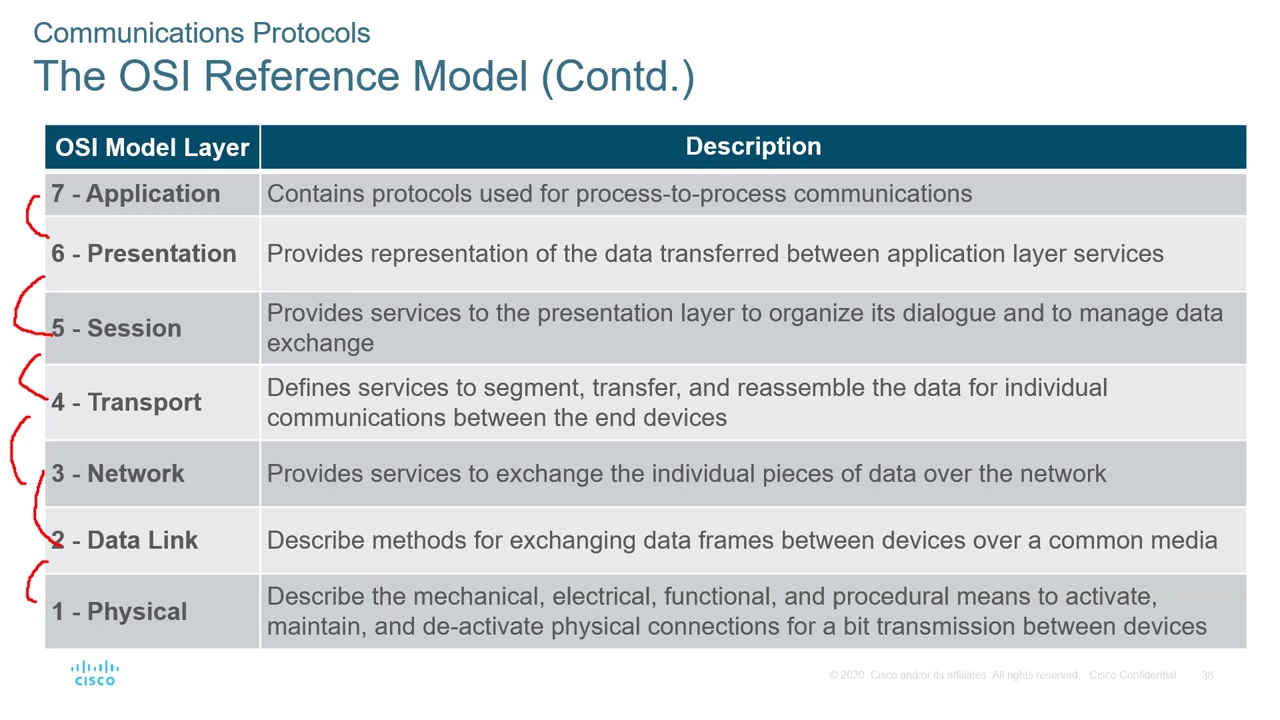 Communications Protocols
The OSI Reference Model (Contd.)
OSI Model Layer Description
7 - Application Contains protocols used for process-to-process communications
6 - Presentation Provides representation of the data transferred between application layer services
5 - Session Provides services to the presentation layer to organize its dialogue and to manage data
exchange
4 - Transport Defines services to segment, transfer, and reassemble the data for individual
communications between the end devices
3 - Network Provides services to exchange the individual pieces of data over the network
2 - Data Link Describe methods for exchanging data frames between devices over a common media
1 - Physical Describe the mechanical, electrical, functional, and procedural means to activate,
maintain, and de-activate physical connections for a bit transmission between devices
CISCO
© 2020 Cisco and/or its affiliates. All rights reserved. Cisco Confidential 36